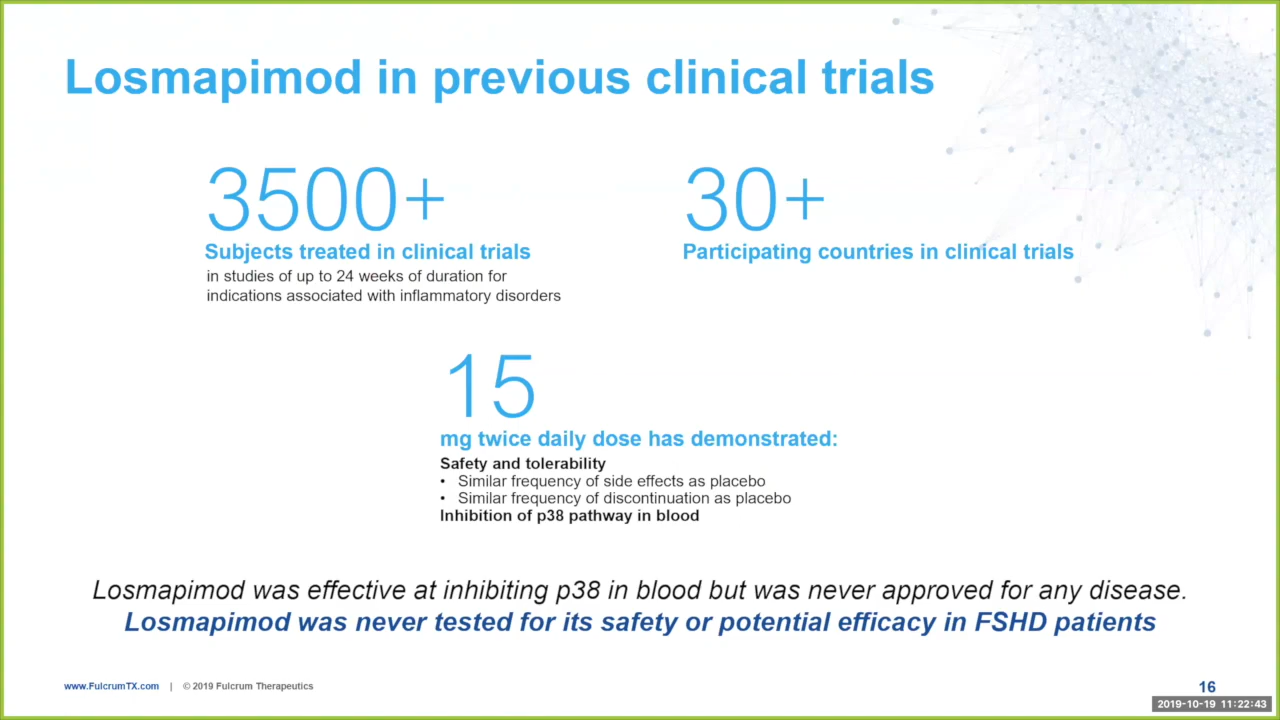 Losmapimod in previous clinical trials
3500+
Subjects treated in clinical trials
in studies of up to 24 weeks of duration for
indications associated with inflammatory disorders
30+
Participating countries in clinical trials
15
mg twice daily dose has demonstrated:
Safety and tolerability
• Similar frequency of side effects as placebo
• Similar frequency of discontinuation as placebo
Inhibition of p38 pathway in blood
Losmapimod was effective at inhibiting p38 in blood but was never approved for any disease.
Losmapimod was never tested for its safety or potential efficacy in FSHD patients
www.FulcrumTX.com | © 2019 Fulcrum Therapeutics
16
2019-10-19 11:22:43